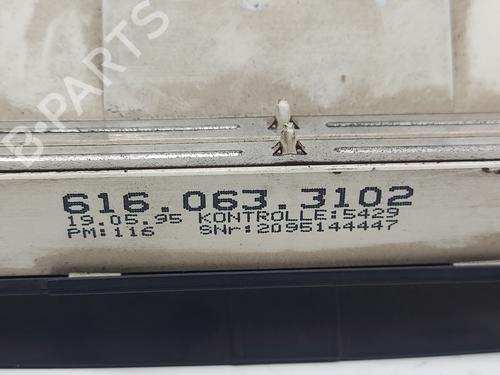 B-PARTS
616.063.3102
19.05.95 KONTROLLE:5429
PM:116 SNr:2095144447